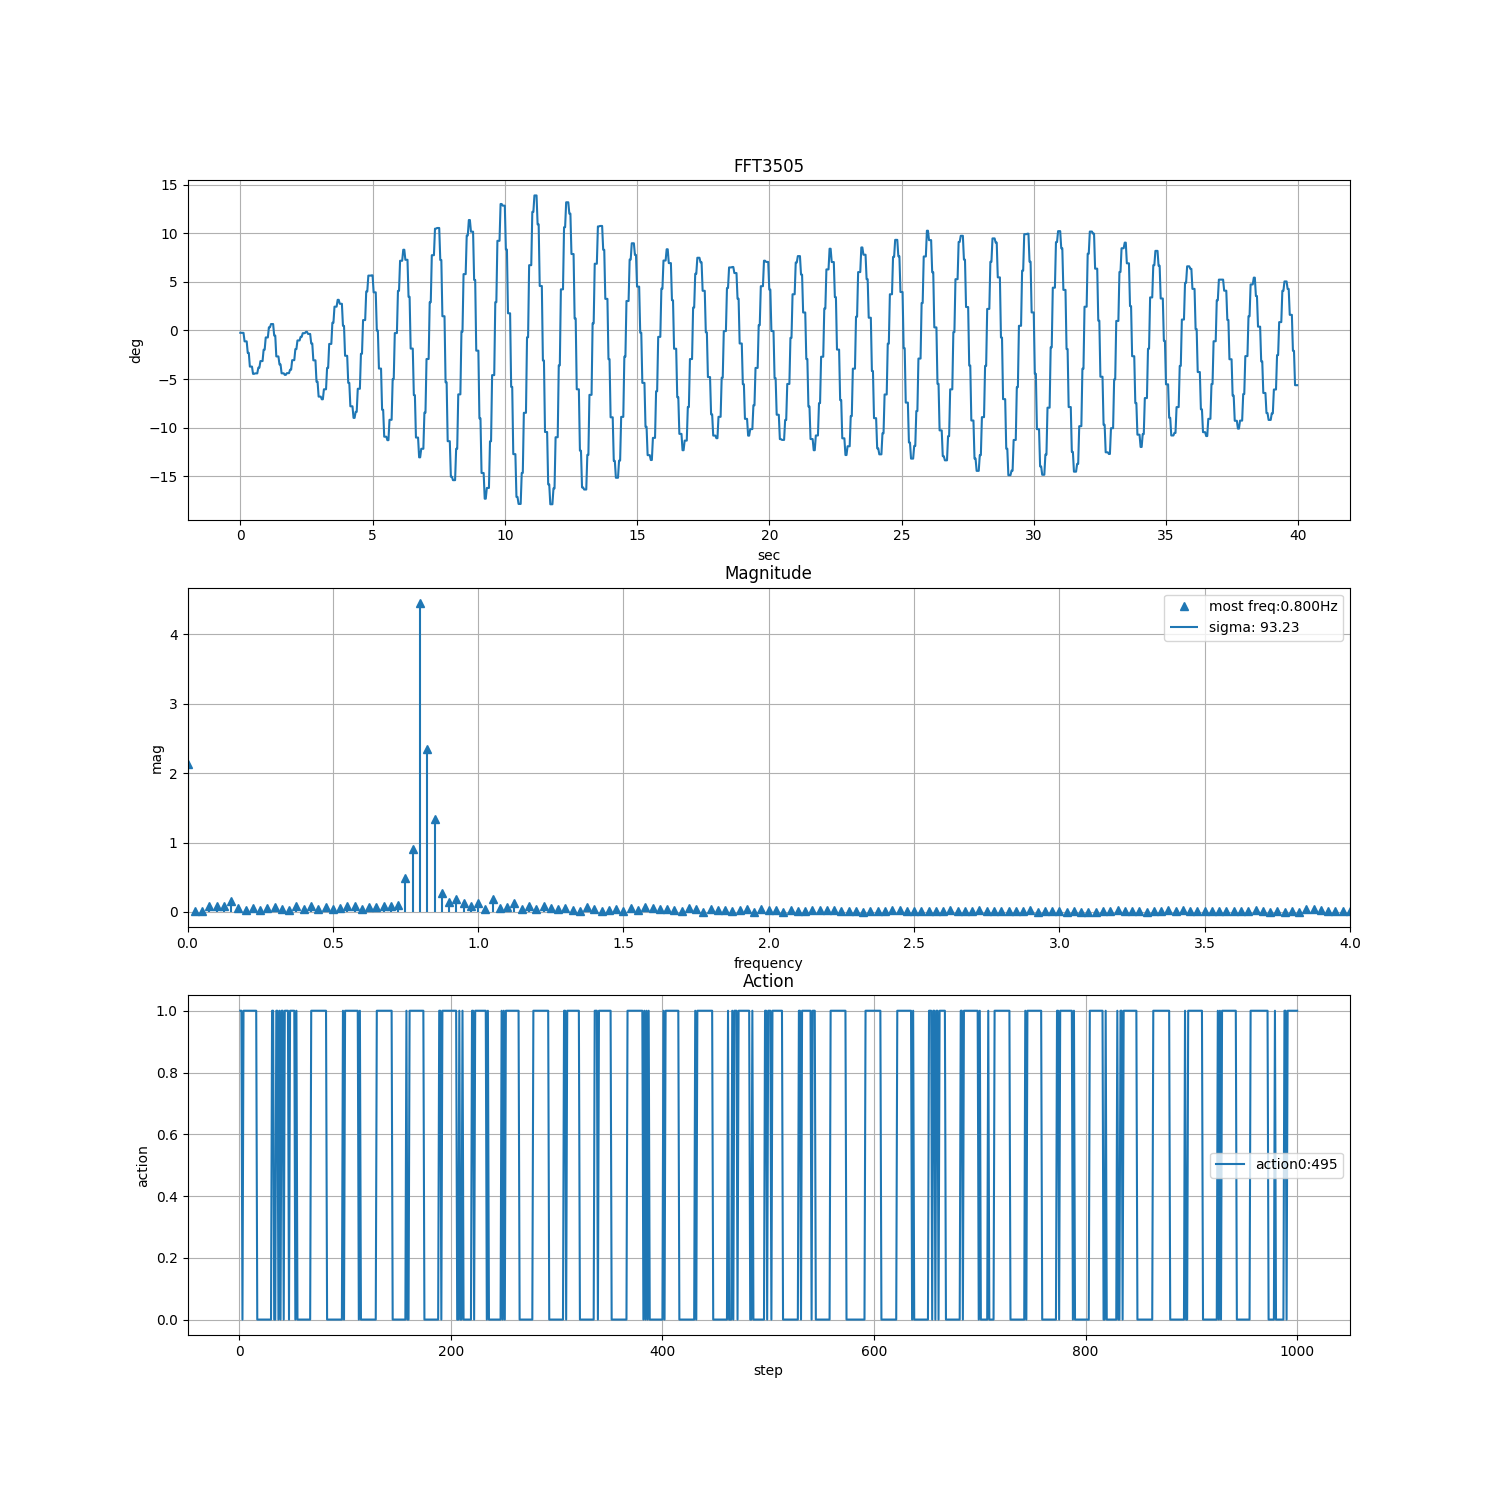 FFT3505
15
10
5
0
−5
−10
−15
deg
0 5 10 15 20 25 30 35 40
sec
Magnitude
most freq:0.800Hz
sigma: 93.23
4
3
2
1
0
mag
0.0 0.5 1.0 1.5 2.0 2.5 3.0 3.5 4.0
frequency
Action
1.0
0.8
0.6
0.4
0.2
0.0
action
action0:495
0 200 400 600 800 1000
step